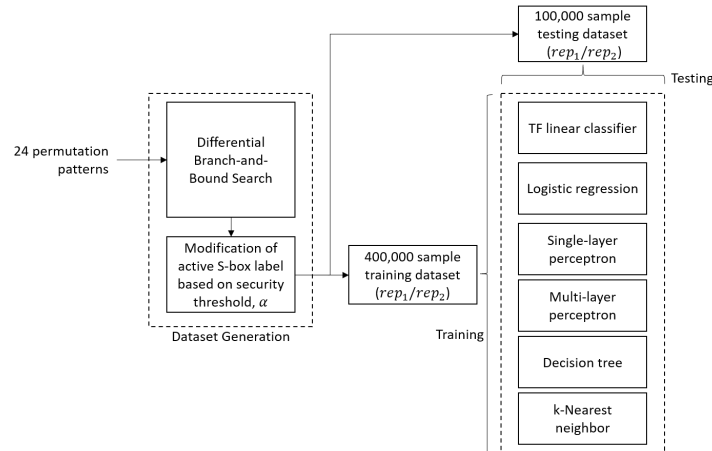 100,000 sample
testing dataset
(rep₁/rep₂)
Testing
24 permutation
patterns
Differential
Branch-and-
Bound Search
Modification of
active S-box label
based on security
threshold, α
Dataset Generation
400,000 sample
training dataset
(rep₁/rep₂)
Training
TF linear classifier
Logistic regression
Single-layer
perceptron
Multi-layer
perceptron
Decision tree
k-Nearest
neighbor